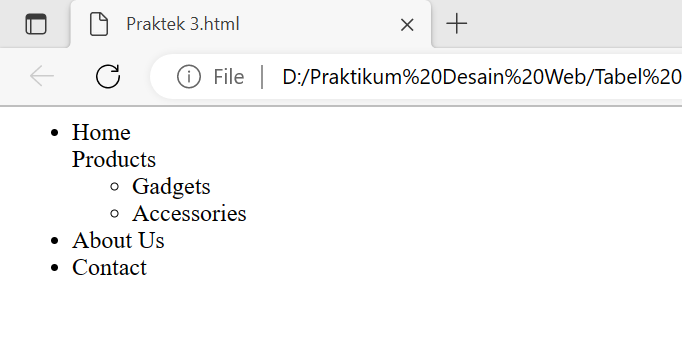 Praktek 3.html
File | D:/Praktikum%20Desain%20Web/Tabel%20
• Home
Products
◦ Gadgets
◦ Accessories
• About Us
• Contact